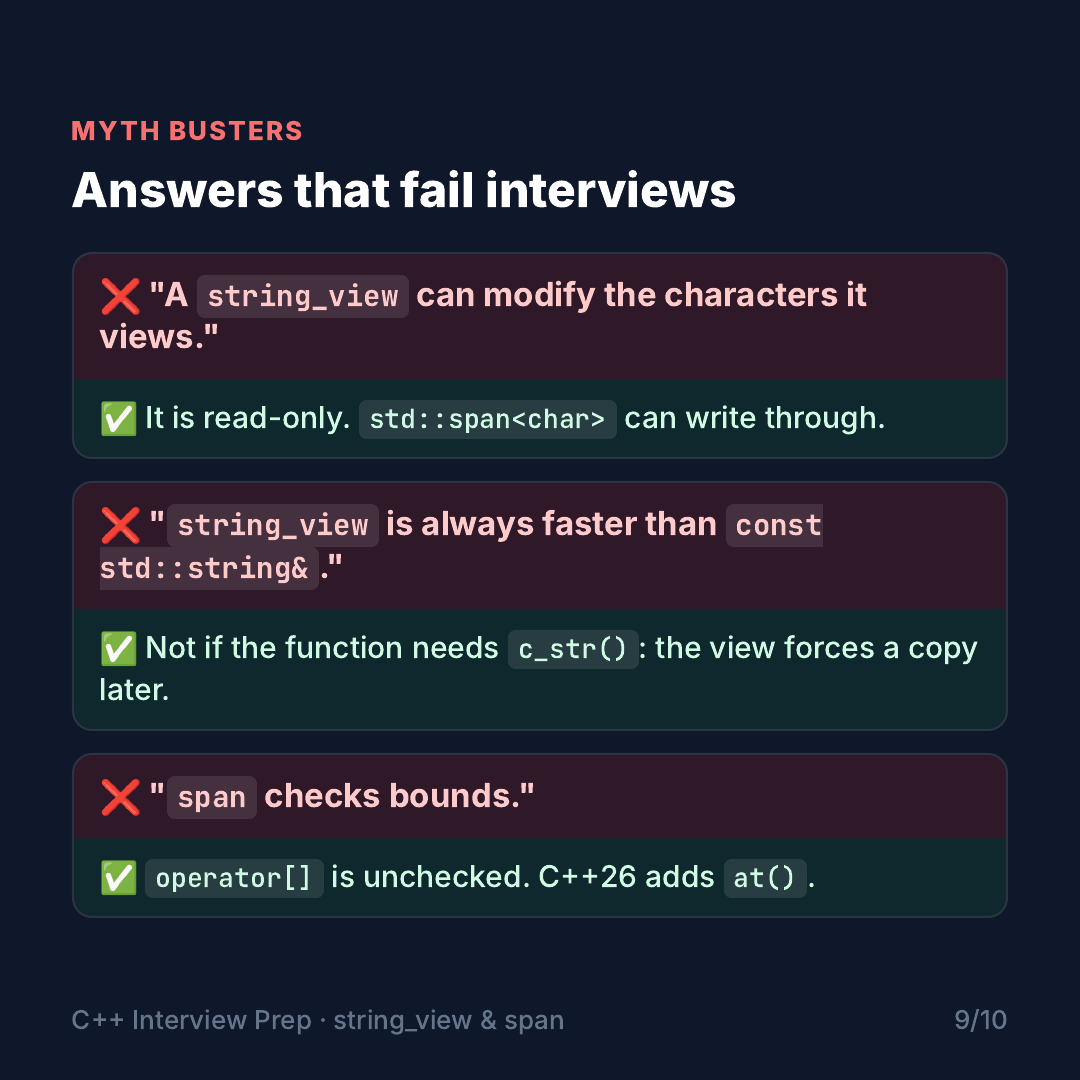 MYTH BUSTERS
Answers that fail interviews
❌ "A string_view can modify the characters it
views."
✅ It is read-only. std::span<char> can write through.
❌ "string_view is always faster than const
std::string&."
✅ Not if the function needs c_str(): the view forces a copy
later.
❌ "span checks bounds."
✅ operator[] is unchecked. C++26 adds at().
C++ Interview Prep · string_view & span
9/10